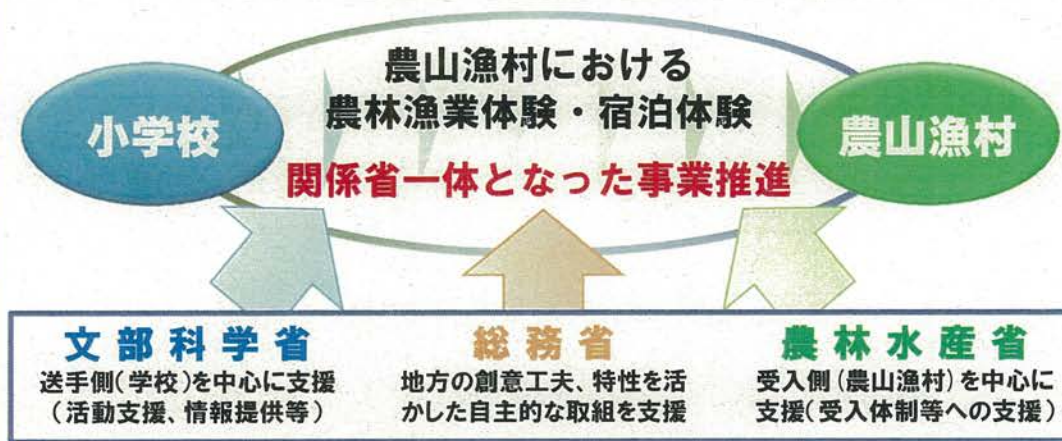 農山漁村における
農林漁業体験・宿泊体験
小学校
農山漁村
関係省一体となった事業推進
文部科学省
送手側(学校)を中心に支援
(活動支援、情報提供等)
総務省
地方の創意工夫、特性を活
かした自主的な取組を支援
農林水産省
受入側(農山漁村)を中心に
支援(受入体制等への支援)